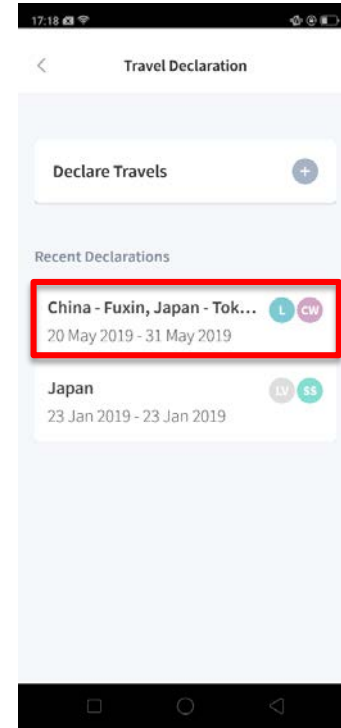 17:18
Travel Declaration
Declare Travels
Recent Declarations
China - Fuxin, Japan - Tok... L CW
20 May 2019 - 31 May 2019
Japan LV SS
23 Jan 2019 - 23 Jan 2019